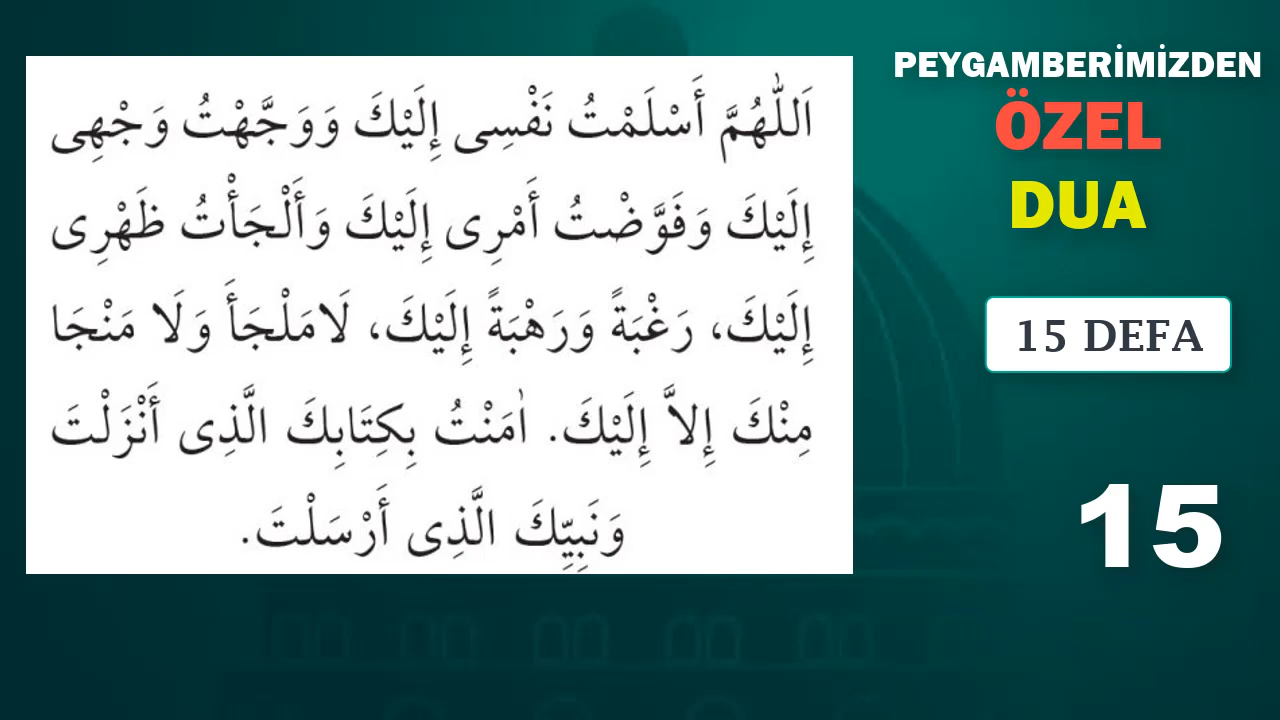 اَللّٰهُمَّ أَسْلَمْتُ نَفْسِى إِلَيْكَ وَوَجَّهْتُ وَجْهِى
إِلَيْكَ وَفَوَّضْتُ أَمْرِى إِلَيْكَ وَأَلْجَأْتُ ظَهْرِى
إِلَيْكَ، رَغْبَةً وَرَهْبَةً إِلَيْكَ، لَامَلْجَأَ وَلَا مَنْجَا
مِنْكَ إِلاَّ إِلَيْكَ. اٰمَنْتُ بِكِتَابِكَ الَّذِى أَنْزَلْتَ
وَنَبِيِّكَ الَّذِى أَرْسَلْتَ.
PEYGAMBERİMİZDEN
ÖZEL
DUA
15 DEFA
15